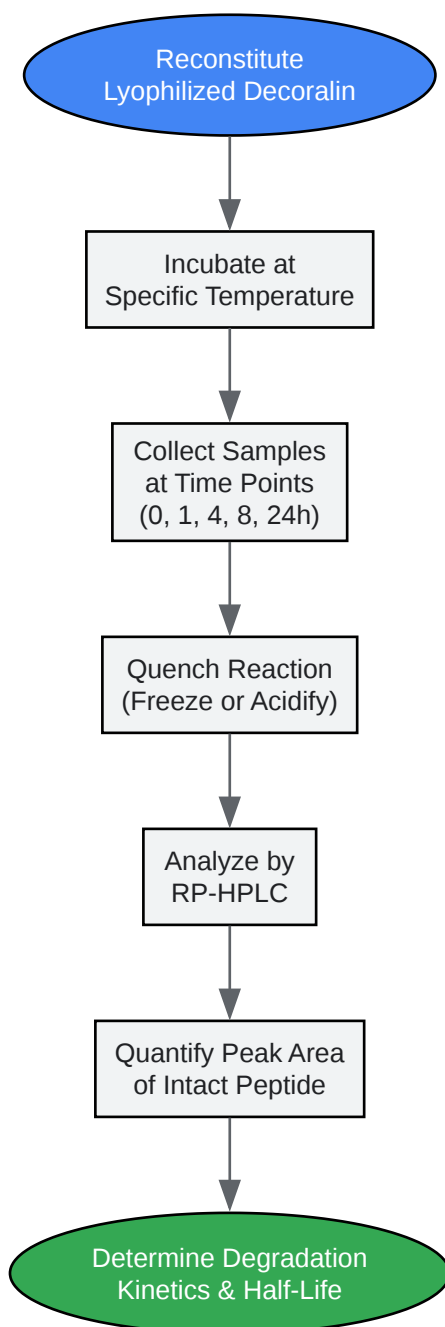 Reconstitute
Lyophilized Decoralin
Incubate at
Specific Temperature
Collect Samples
at Time Points
(0, 1, 4, 8, 24h)
Quench Reaction
(Freeze or Acidify)
Analyze by
RP-HPLC
Quantify Peak Area
of Intact Peptide
Determine Degradation
Kinetics & Half-Life